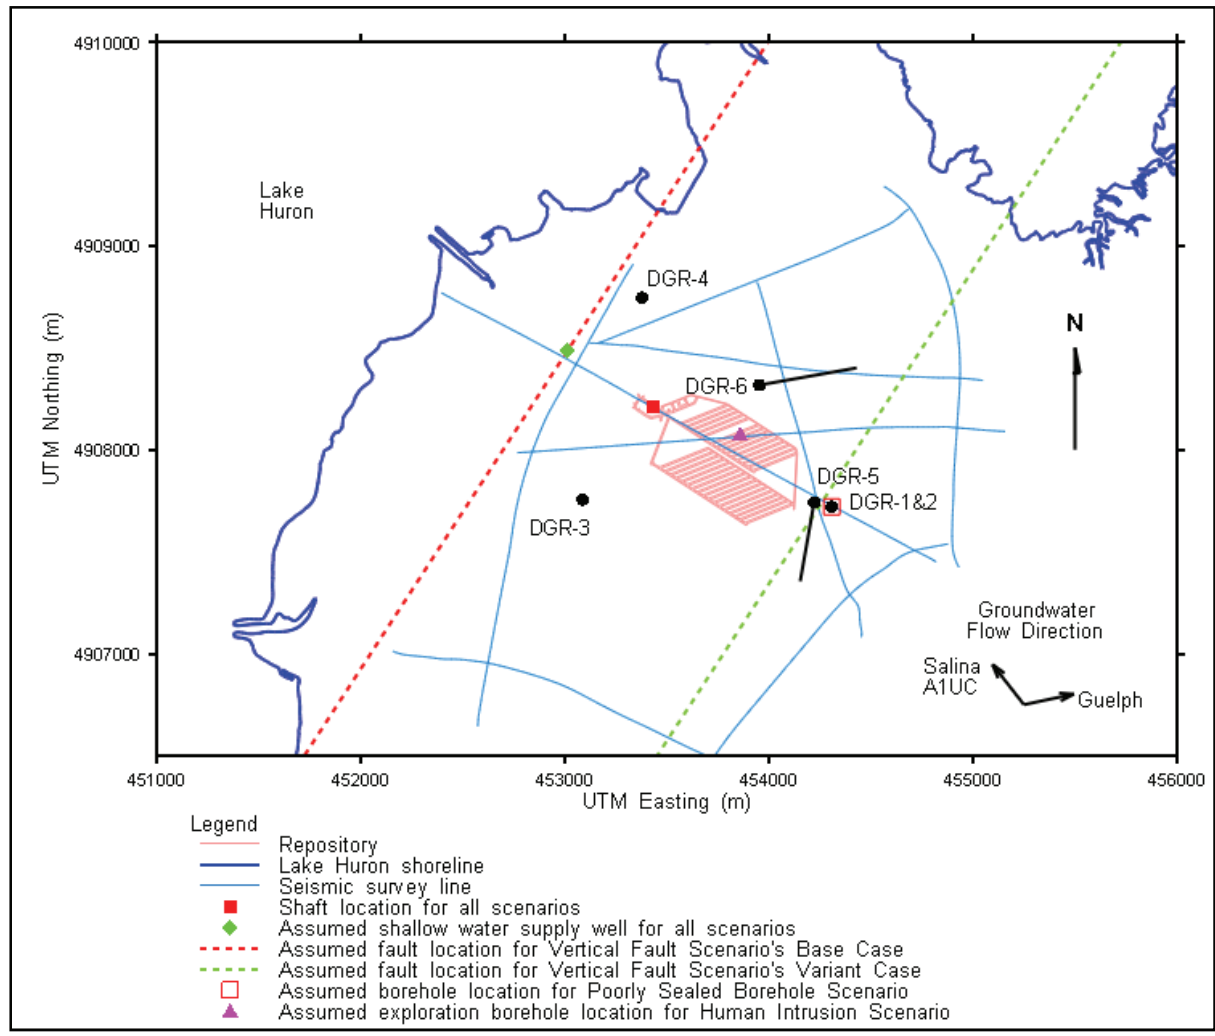 4910000
4909000
4908000
4907000
UTM Northing (m)
Lake
Huron
DGR-4
N
DGR-6
DGR-5
DGR-1&2
DGR-3
Groundwater
Flow Direction
Salina
A1UC
Guelph
451000
452000
453000
454000
455000
456000
UTM Easting (m)
Legend
Repository
Lake Huron shoreline
Seismic survey line
Shaft location for all scenarios
Assumed shallow water supply well for all scenarios
Assumed fault location for Vertical Fault Scenario's Base Case
Assumed fault location for Vertical Fault Scenario's Variant Case
Assumed borehole location for Poorly Sealed Borehole Scenario
Assumed exploration borehole location for Human Intrusion Scenario